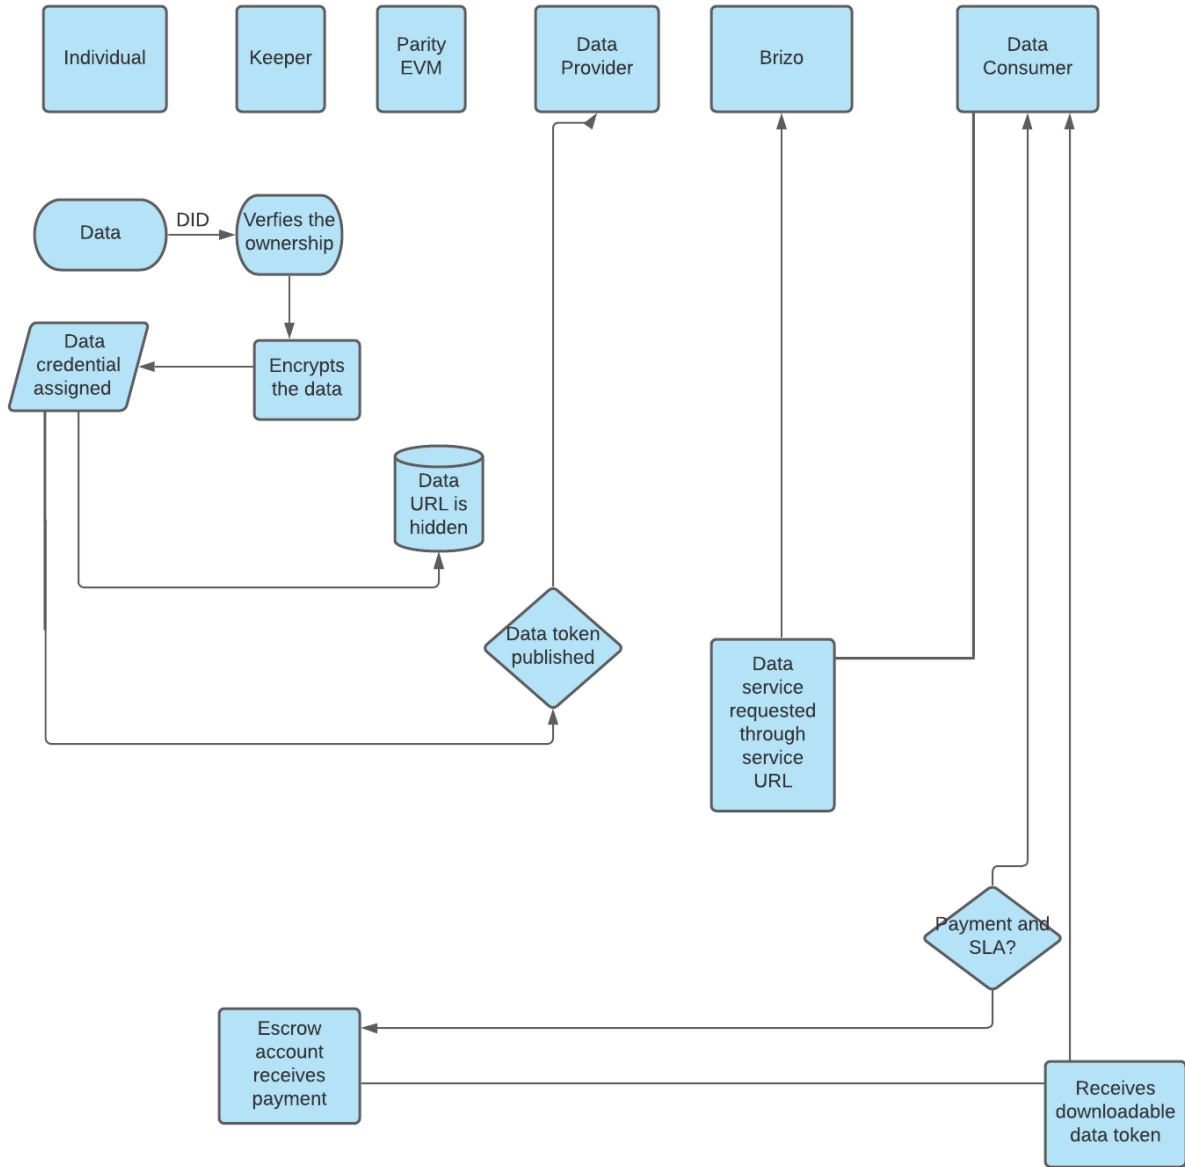 Individual
Keeper
Parity
EVM
Data
Provider
Brizo
Data
Consumer
Data
DID
Verfies the
ownership
Data
credential
assigned
Encrypts
the data
Data
URL is
hidden
Data token
published
Data
service
requested
through
service
URL
Payment and
SLA?
Escrow
account
receives
payment
Receives
downloadable
data token